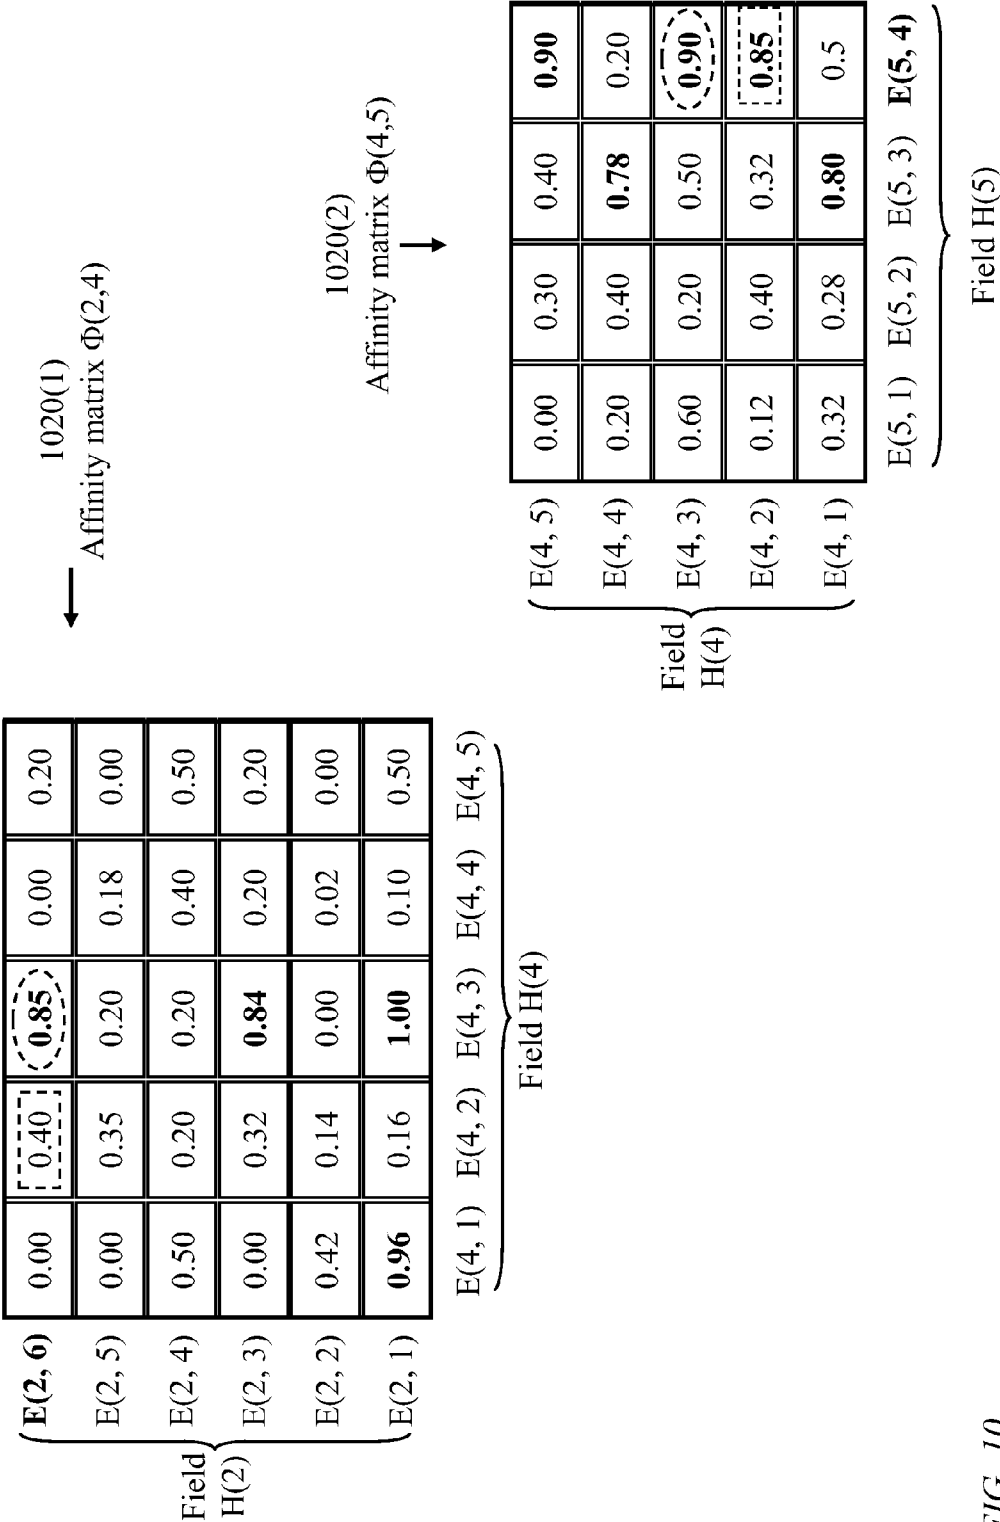 1020(1)
Affinity matrix Φ(2,4)
E(2, 6) 0.00 0.40 0.85 0.00 0.20
E(2, 5) 0.00 0.35 0.20 0.18 0.00
E(2, 4) 0.50 0.20 0.20 0.40 0.50
E(2, 3) 0.00 0.32 0.84 0.20 0.20
E(2, 2) 0.42 0.14 0.00 0.02 0.00
E(2, 1) 0.96 0.16 1.00 0.10 0.50
Field
H(2)
E(4, 1) E(4, 2) E(4, 3) E(4, 4) E(4, 5)
Field H(4)
1020(2)
Affinity matrix Φ(4,5)
E(4, 5) 0.00 0.30 0.40 0.90
E(4, 4) 0.20 0.40 0.78 0.20
E(4, 3) 0.60 0.20 0.50 0.90
E(4, 2) 0.12 0.40 0.32 0.85
E(4, 1) 0.32 0.28 0.80 0.5
Field
H(4)
E(5, 1) E(5, 2) E(5, 3) E(5, 4)
Field H(5)
FIG. 10